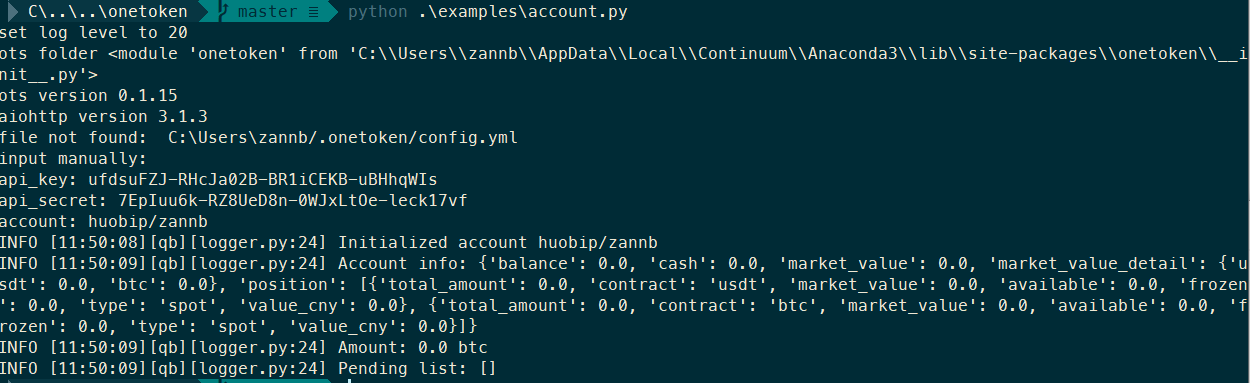 C\..\..\onetoken master ≣ python .\examples\account.py
set log level to 20
ots folder <module 'onetoken' from 'C:\\Users\\zannb\\AppData\\Local\\Continuum\\Anaconda3\\lib\\site-packages\\onetoken\\__i
nit__.py'>
ots version 0.1.15
aiohttp version 3.1.3
file not found:  C:\Users\zannb/.onetoken/config.yml
input manually:
api_key: ufdsuFZJ-RHcJa02B-BR1iCEKB-uBHhqWIs
api_secret: 7EpIuu6k-RZ8UeD8n-0WJxLtOe-leck17vf
account: huobip/zannb
INFO [11:50:08][qb][logger.py:24] Initialized account huobip/zannb
INFO [11:50:09][qb][logger.py:24] Account info: {'balance': 0.0, 'cash': 0.0, 'market_value': 0.0, 'market_value_detail': {'u
sdt': 0.0, 'btc': 0.0}, 'position': [{'total_amount': 0.0, 'contract': 'usdt', 'market_value': 0.0, 'available': 0.0, 'frozen
': 0.0, 'type': 'spot', 'value_cny': 0.0}, {'total_amount': 0.0, 'contract': 'btc', 'market_value': 0.0, 'available': 0.0, 'f
rozen': 0.0, 'type': 'spot', 'value_cny': 0.0}]}
INFO [11:50:09][qb][logger.py:24] Amount: 0.0 btc
INFO [11:50:09][qb][logger.py:24] Pending list: []